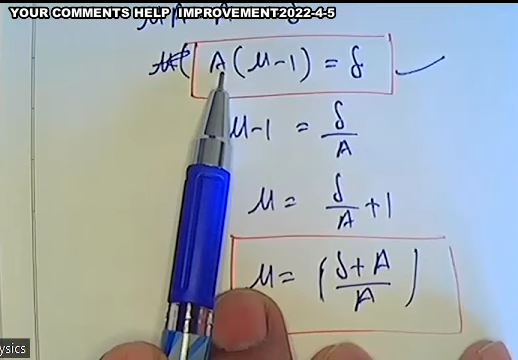 YOUR COMMENTS HELP IMPROVEMENT2022-4-5
A(μ-1) = δ
μ-1 = δ/A
μ = δ/A + 1
μ = (δ+A/A)
ysics